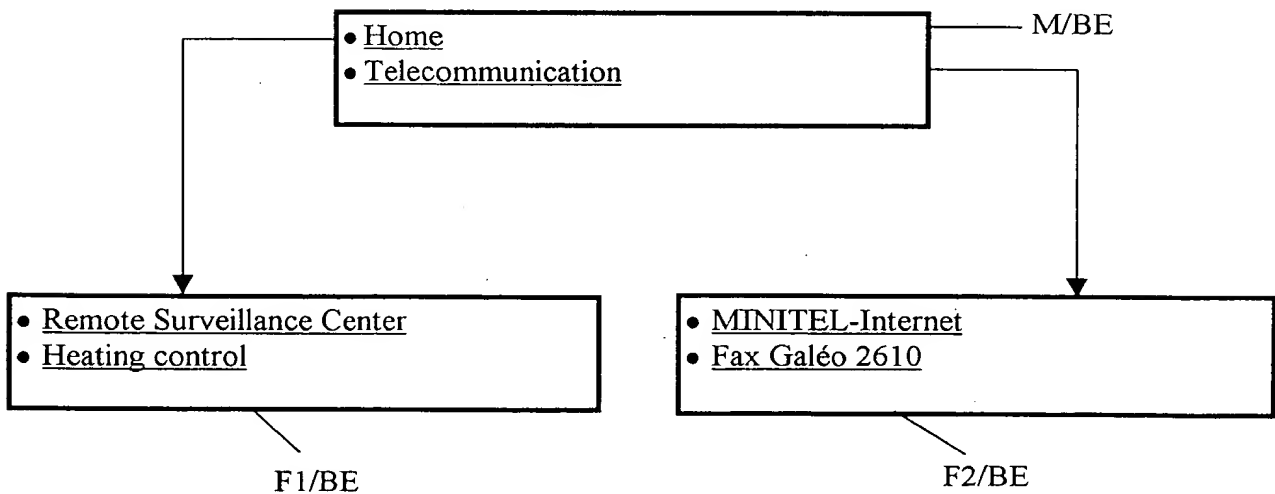 M/BE
• Home
• Telecommunication
• Remote Surveillance Center
• Heating control
• MINITEL-Internet
• Fax Galéo 2610
F1/BE
F2/BE